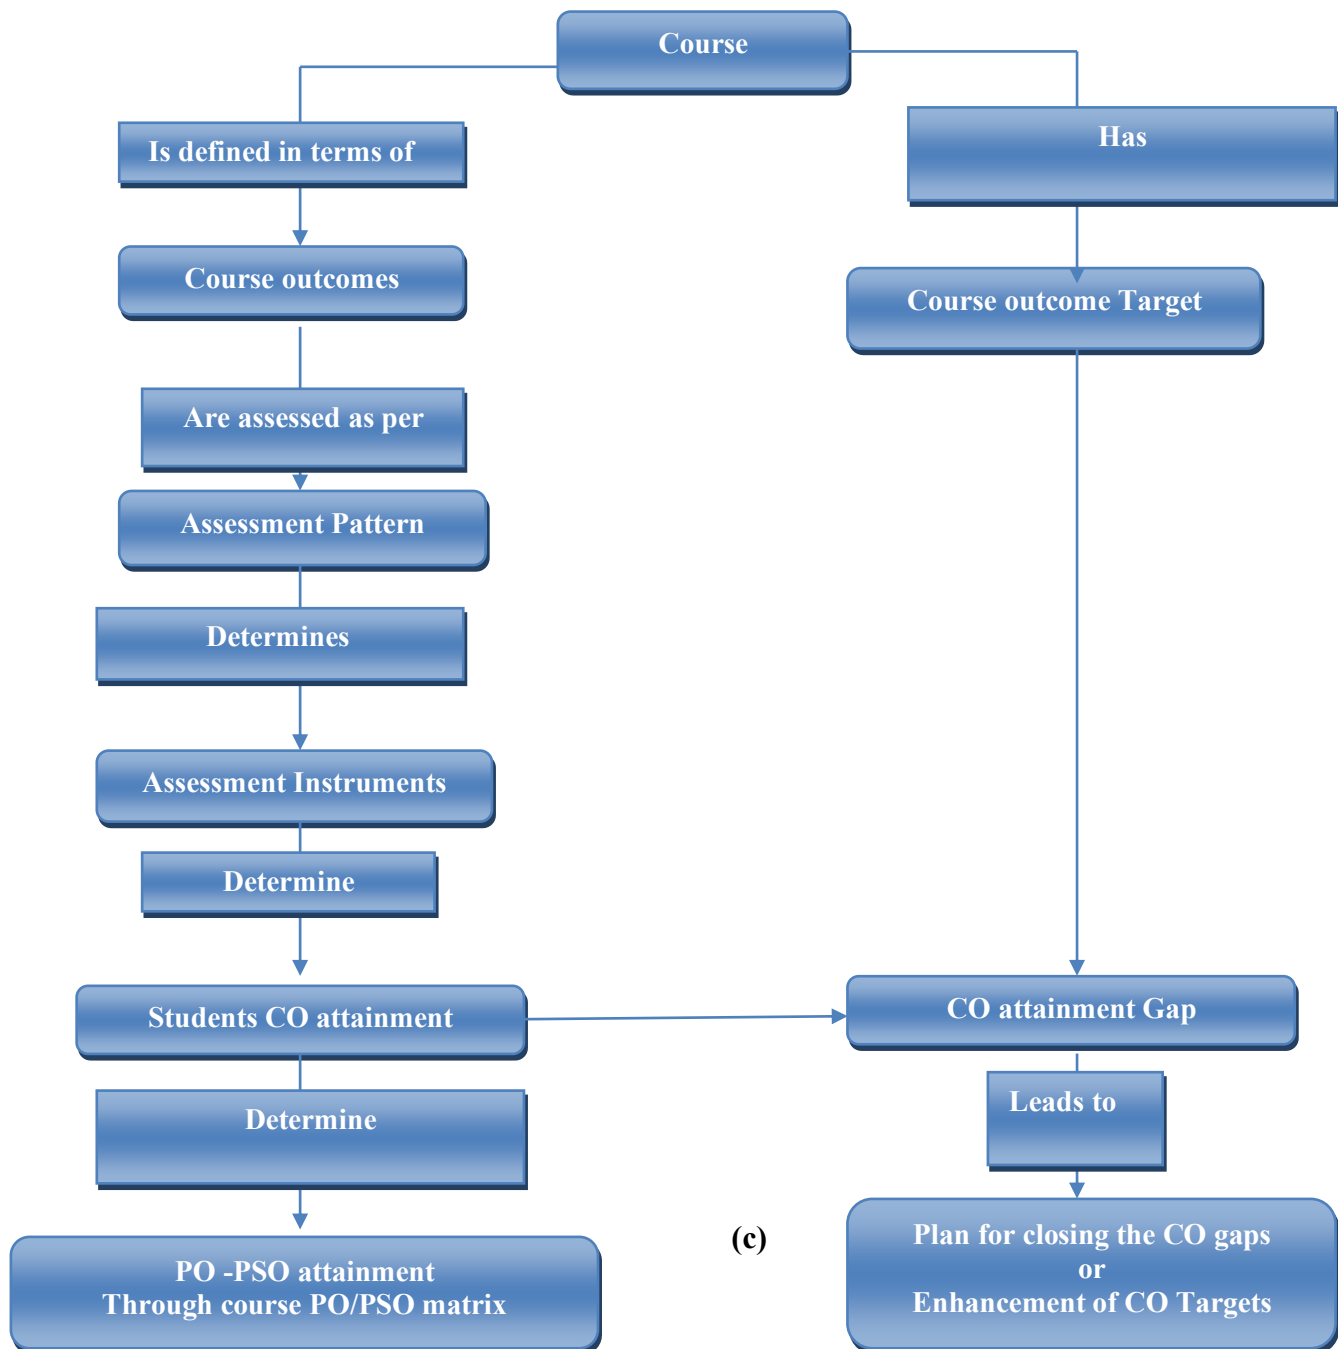 Course
Is defined in terms of
Has
Course outcomes
Course outcome Target
Are assessed as per
Assessment Pattern
Determines
Assessment Instruments
Determine
Students CO attainment
CO attainment Gap
Determine
Leads to
(c)
PO -PSO attainment
Through course PO/PSO matrix
Plan for closing the CO gaps
or
Enhancement of CO Targets